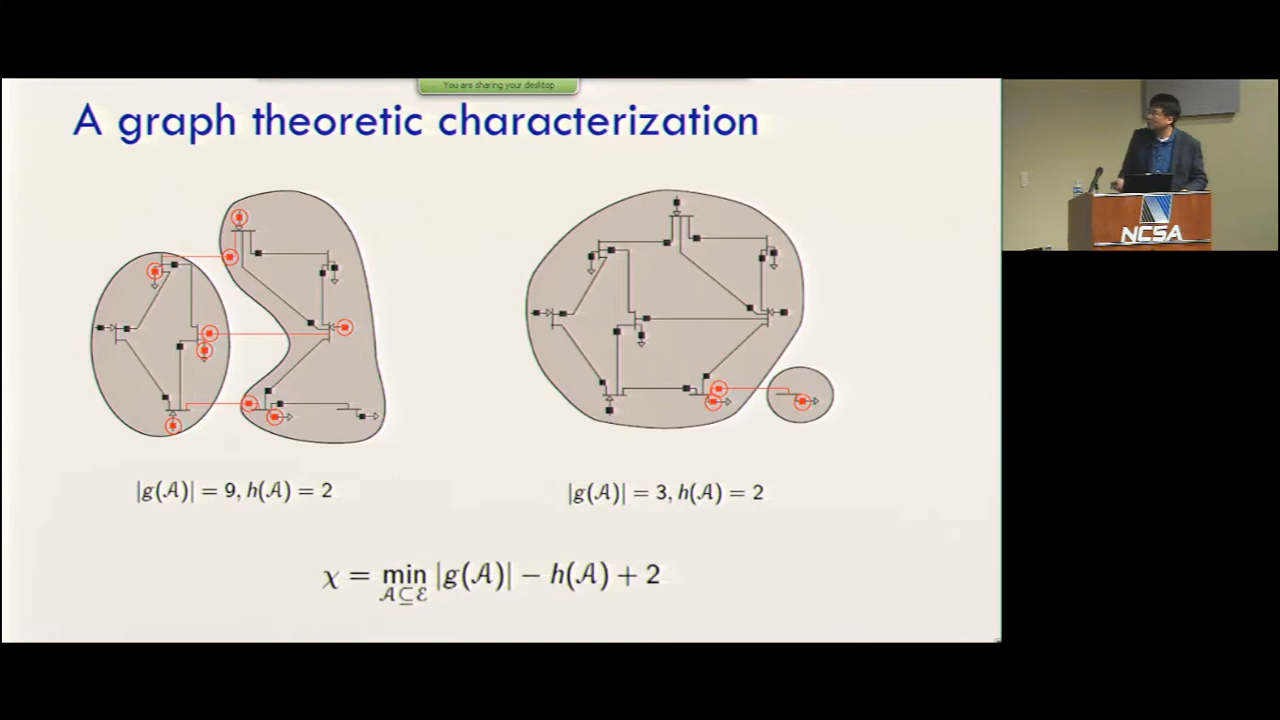 You are sharing your desktop
A graph theoretic characterization
|g(𝒜)| = 9, h(𝒜) = 2
|g(𝒜)| = 3, h(𝒜) = 2
χ = min |g(𝒜)| − h(𝒜) + 2
𝒜⊆ℰ
NCSA